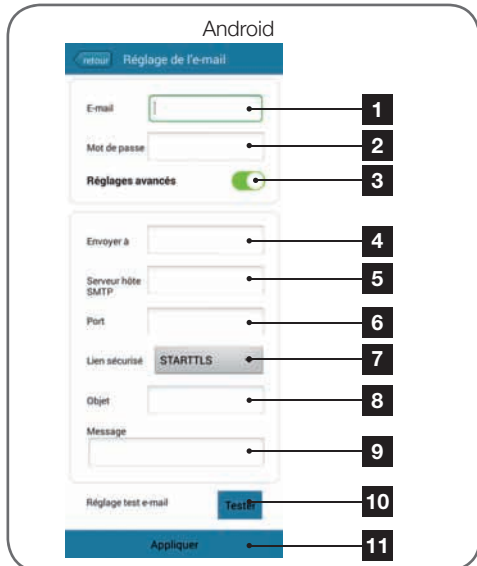 Android
retour Réglage de l'e-mail
E-mail 1
Mot de passe 2
Réglages avancés 3
Envoyer à 4
Serveur hôte
SMTP 5
Port 6
Lien sécurisé STARTTLS 7
Objet 8
Message
9
Réglage test e-mail Tester 10
Appliquer 11